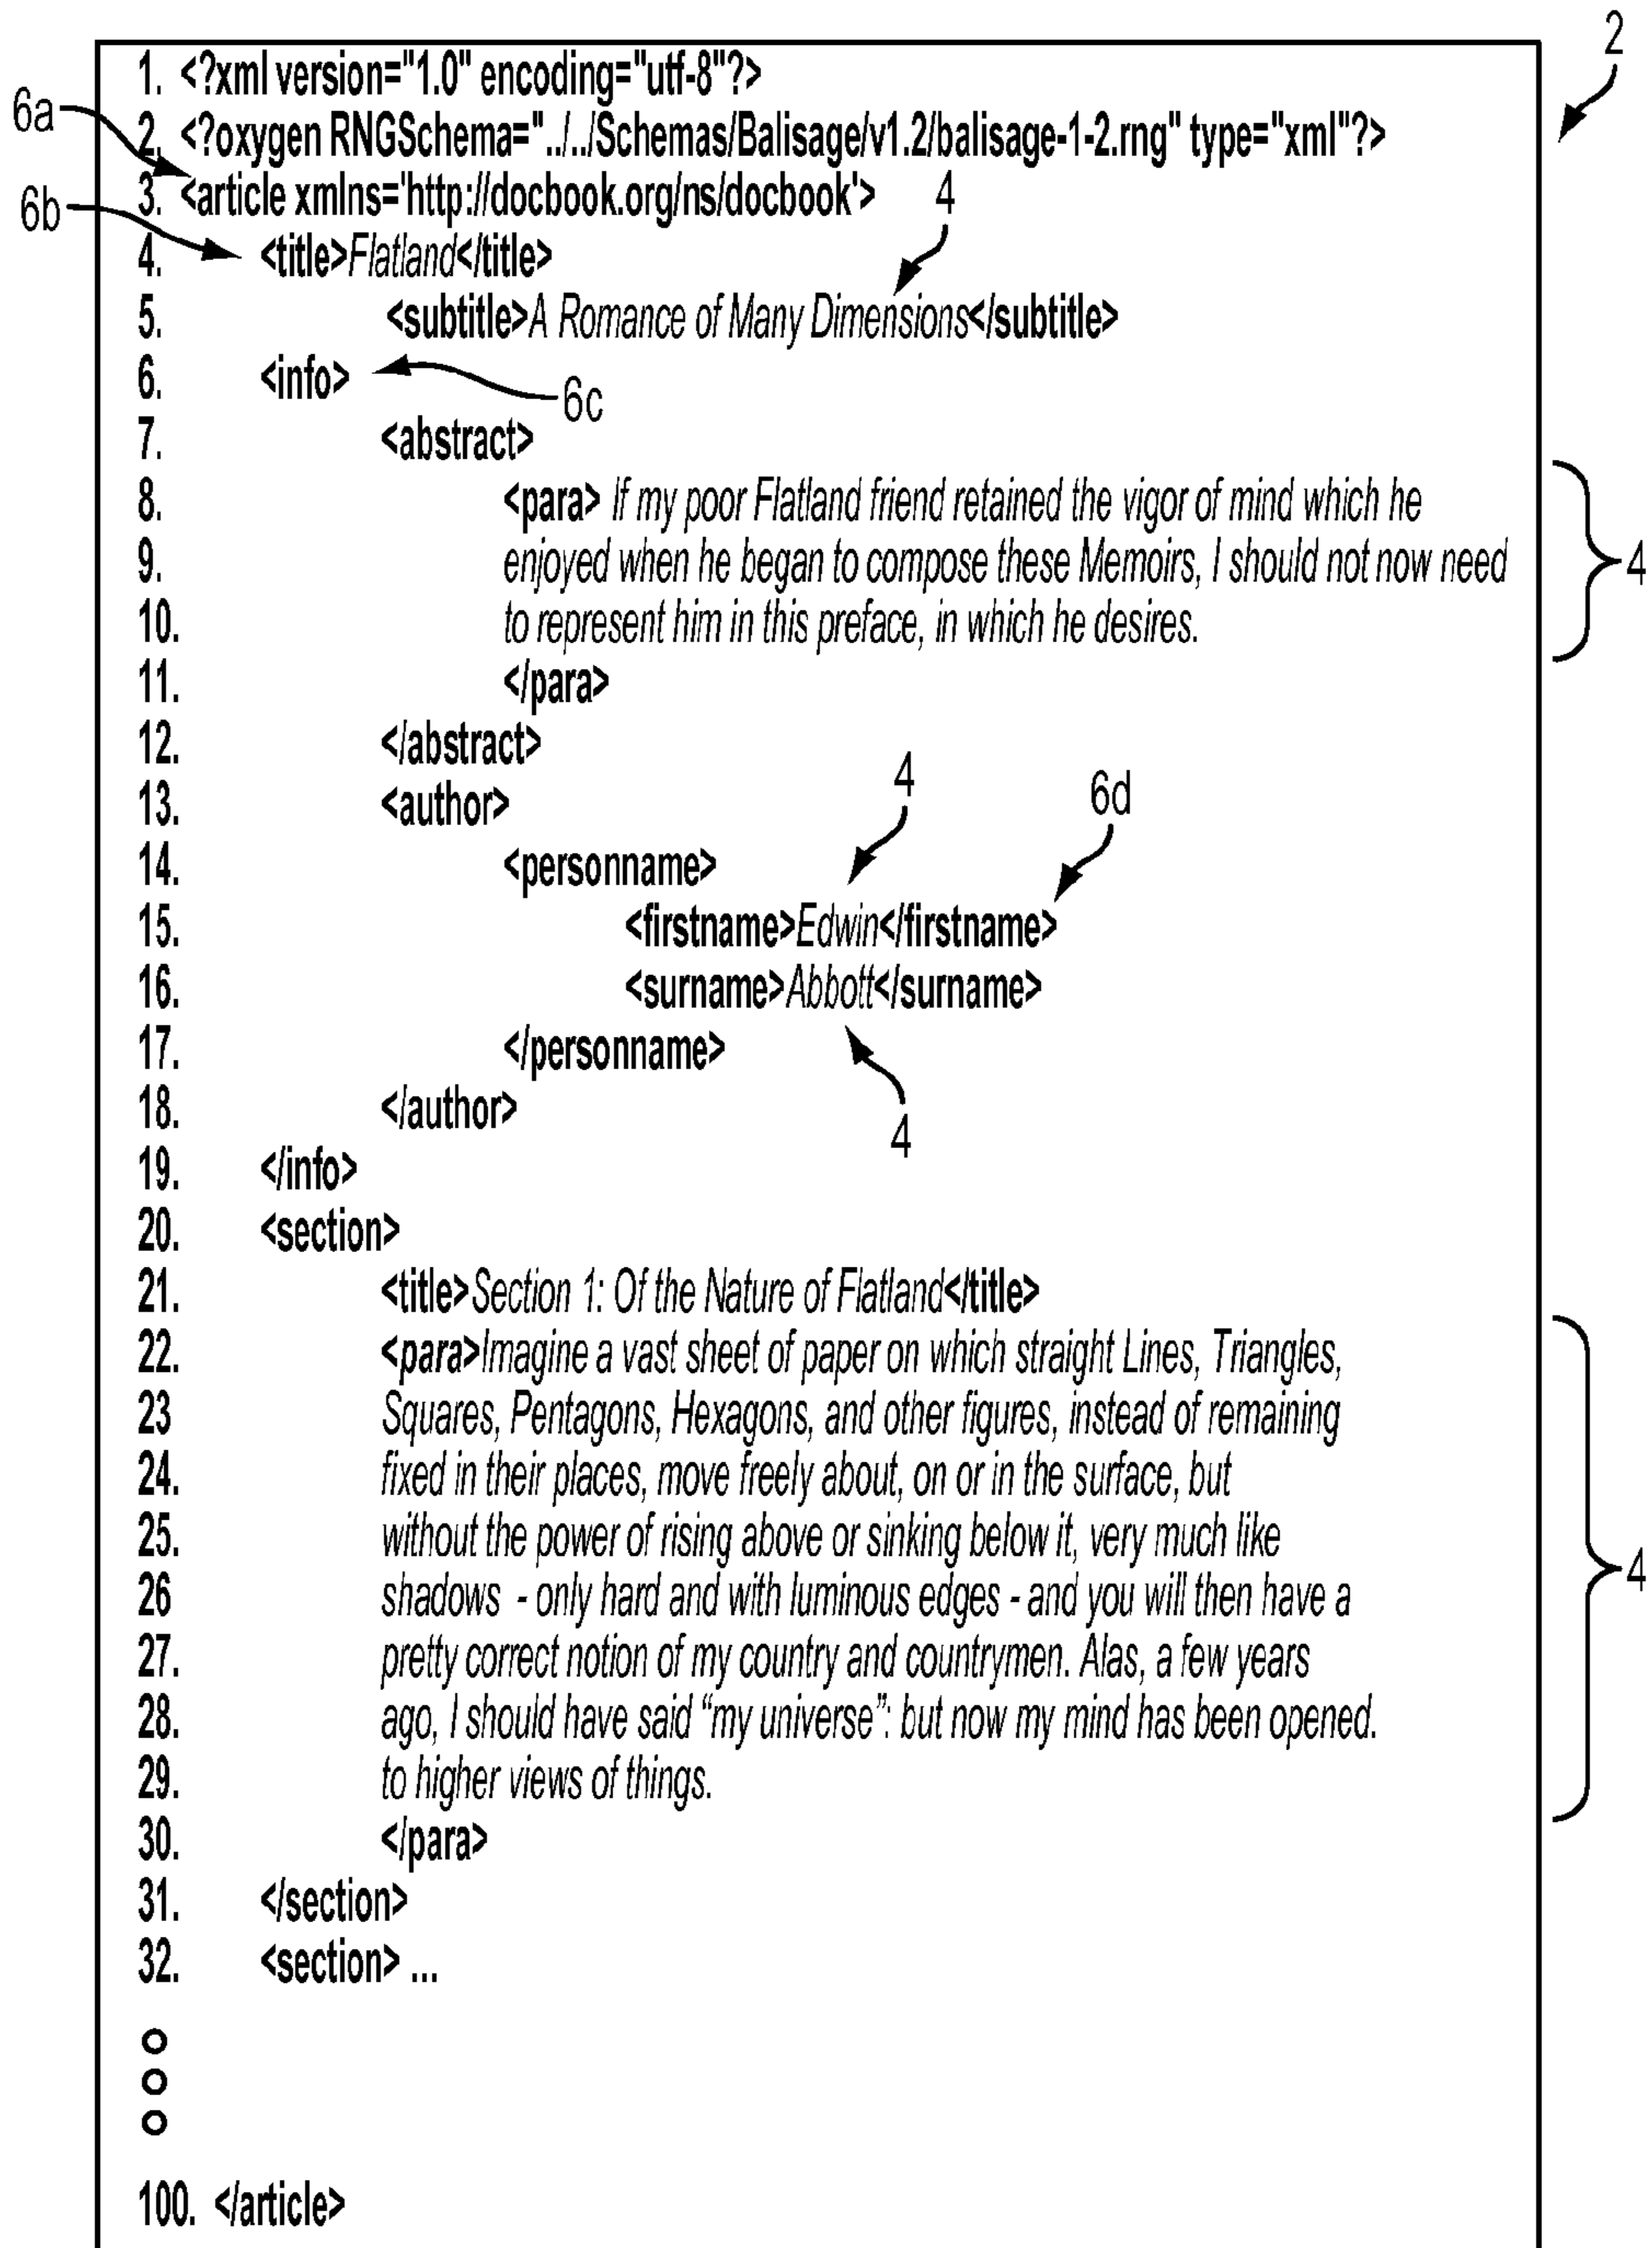 2
1. <?xml version="1.0" encoding="utf-8"?>
6a
2. <?oxygen RNGSchema="../../Schemas/Balisage/v1.2/balisage-1-2.rng" type="xml"?>
3. <article xmlns='http://docbook.org/ns/docbook'>
4
6b
4. <title>Flatland</title>
5. <subtitle>A Romance of Many Dimensions</subtitle>
6. <info>
6c
7. <abstract>
8. <para> If my poor Flatland friend retained the vigor of mind which he
9. enjoyed when he began to compose these Memoirs, I should not now need
4
10. to represent him in this preface, in which he desires.
11. </para>
12. </abstract>
4
6d
13. <author>
14. <personname>
15. <firstname>Edwin</firstname>
16. <surname>Abbott</surname>
17. </personname>
18. </author>
4
19. </info>
20. <section>
21. <title>Section 1: Of the Nature of Flatland</title>
22. <para>Imagine a vast sheet of paper on which straight Lines, Triangles,
23 Squares, Pentagons, Hexagons, and other figures, instead of remaining
24. fixed in their places, move freely about, on or in the surface, but
25. without the power of rising above or sinking below it, very much like
4
26 shadows - only hard and with luminous edges - and you will then have a
27. pretty correct notion of my country and countrymen. Alas, a few years
28. ago, I should have said “my universe”: but now my mind has been opened.
29. to higher views of things.
30. </para>
31. </section>
32. <section> ...
100. </article>